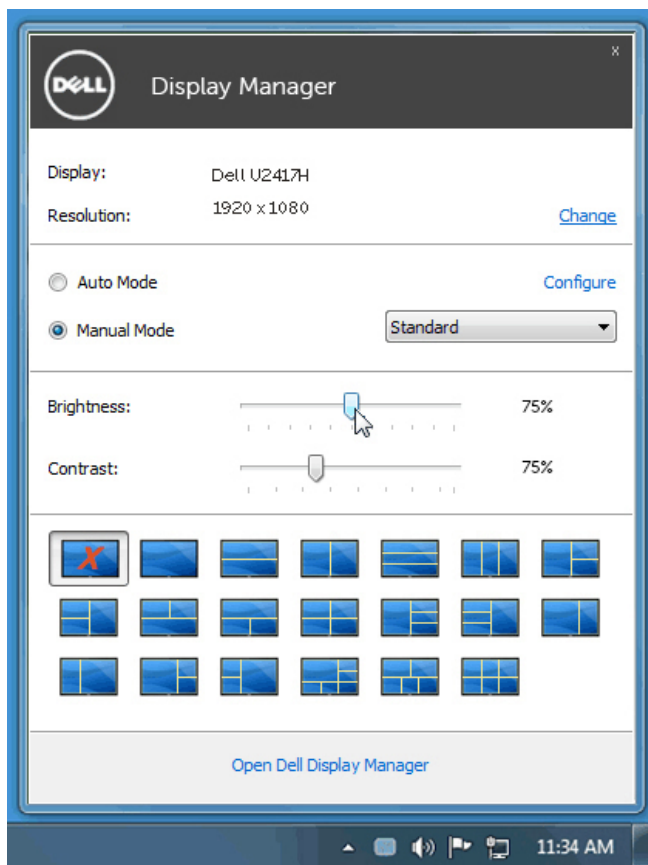 x
DELL Display Manager
Display: Dell U2417H
Resolution: 1920 x 1080 Change
Auto Mode Configure
Manual Mode Standard
Brightness: 75%
Contrast: 75%
Open Dell Display Manager
11:34 AM